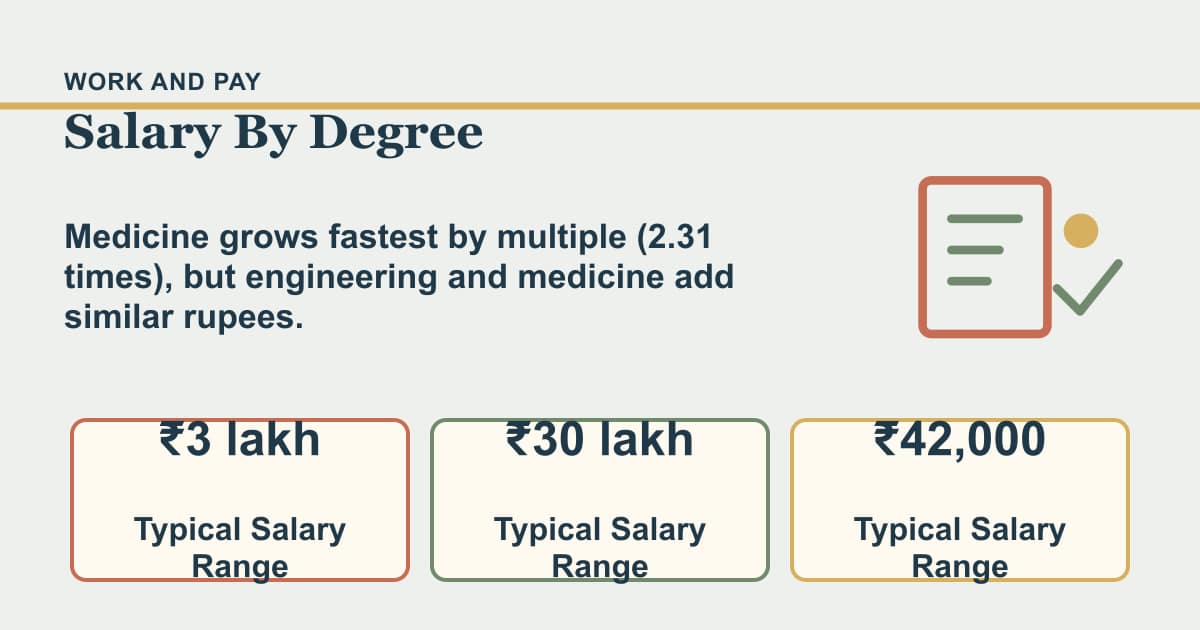 WORK AND PAY
Salary By Degree
Medicine grows fastest by multiple (2.31
times), but engineering and medicine add
similar rupees.
₹3 lakh
Typical Salary
Range
₹30 lakh
Typical Salary
Range
₹42,000
Typical Salary
Range